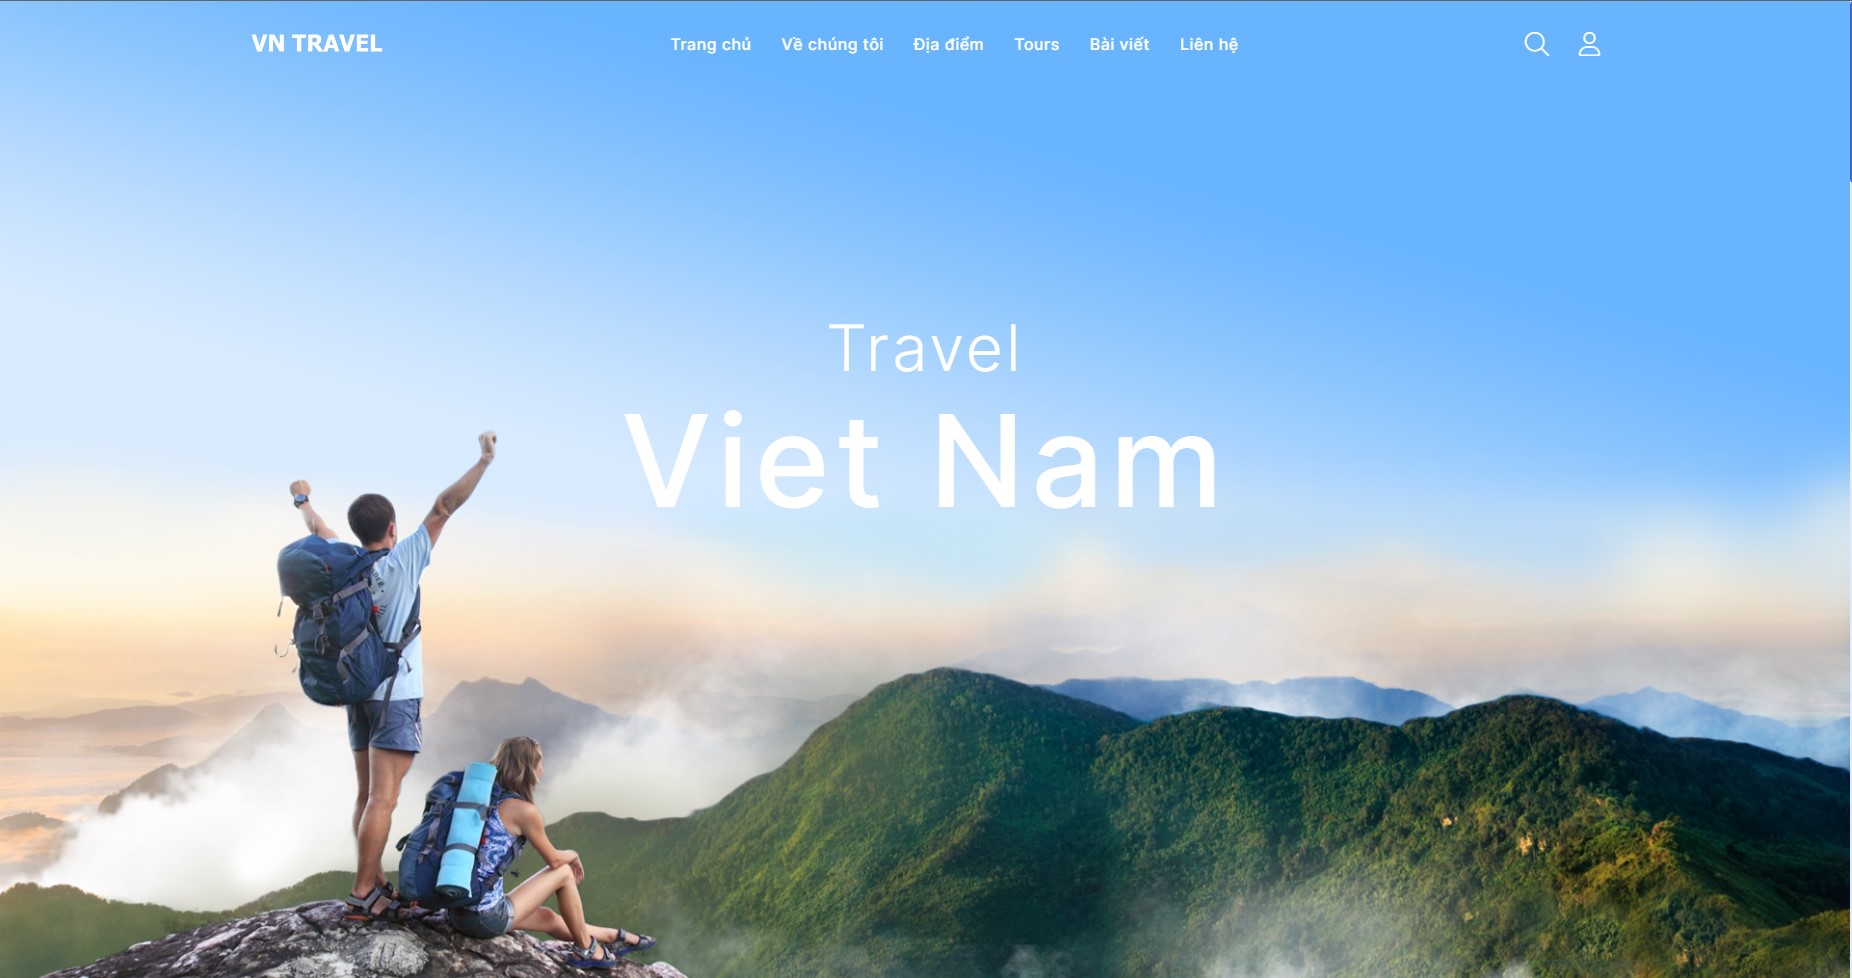 VN TRAVEL
Trang chủ Về chúng tôi Địa điểm Tours Bài viết Liên hệ
Travel
Viet Nam